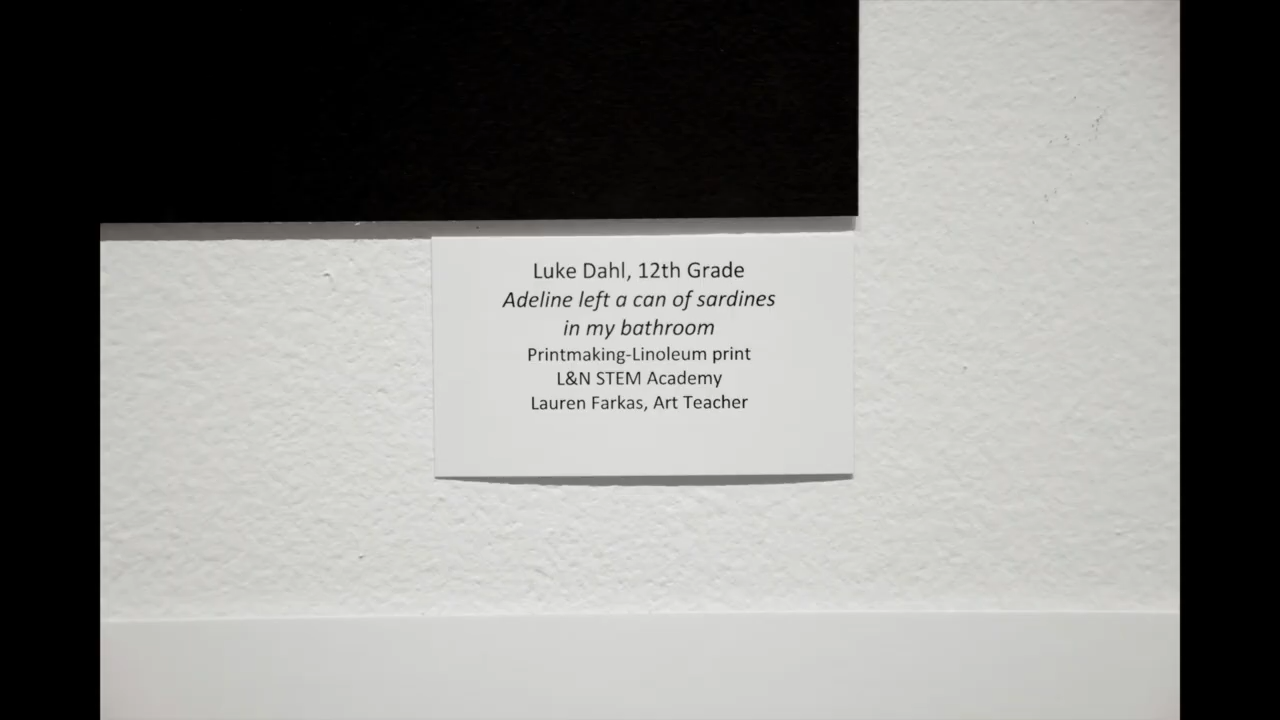 Luke Dahl, 12th Grade
Adeline left a can of sardines
in my bathroom
Printmaking-Linoleum print
L&N STEM Academy
Lauren Farkas, Art Teacher